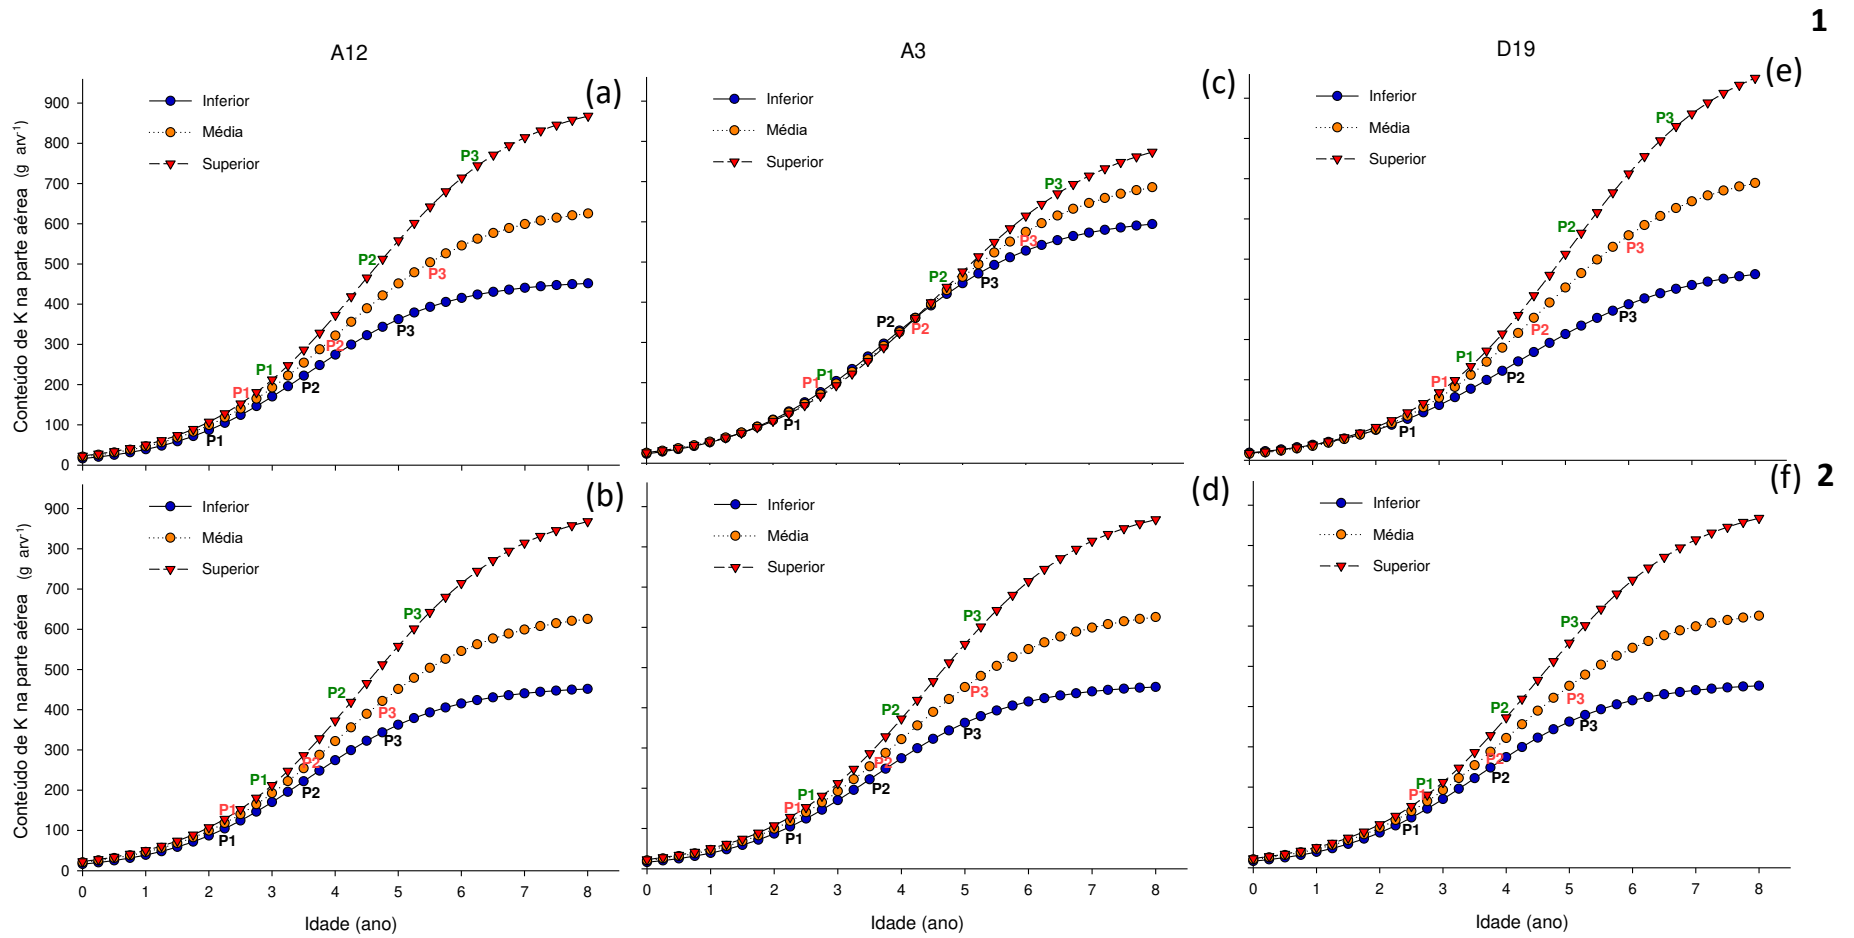 1
A12
A3
D19
(a)
(c)
(e)
Inferior
Média
Superior
Inferior
Média
Superior
Inferior
Média
Superior
Conteúdo de K na parte aérea (g arv⁻¹)
900
800
700
600
500
400
300
200
100
0
P1
P2
P3
P1
P2
P3
P1
P2
P3
P1
P2
P3
P1
P2
P3
P1
P2
P3
P1
P2
P3
P1
P2
P3
P1
P2
P3
2
(b)
(d)
(f)
Inferior
Média
Superior
Inferior
Média
Superior
Inferior
Média
Superior
Conteúdo de K na parte aérea (g arv⁻¹)
900
800
700
600
500
400
300
200
100
0
P1
P2
P3
P1
P2
P3
P1
P2
P3
P1
P2
P3
P1
P2
P3
P1
P2
P3
P1
P2
P3
P1
P2
P3
P1
P2
P3
0 1 2 3 4 5 6 7 8
0 1 2 3 4 5 6 7 8
0 1 2 3 4 5 6 7 8
Idade (ano)
Idade (ano)
Idade (ano)